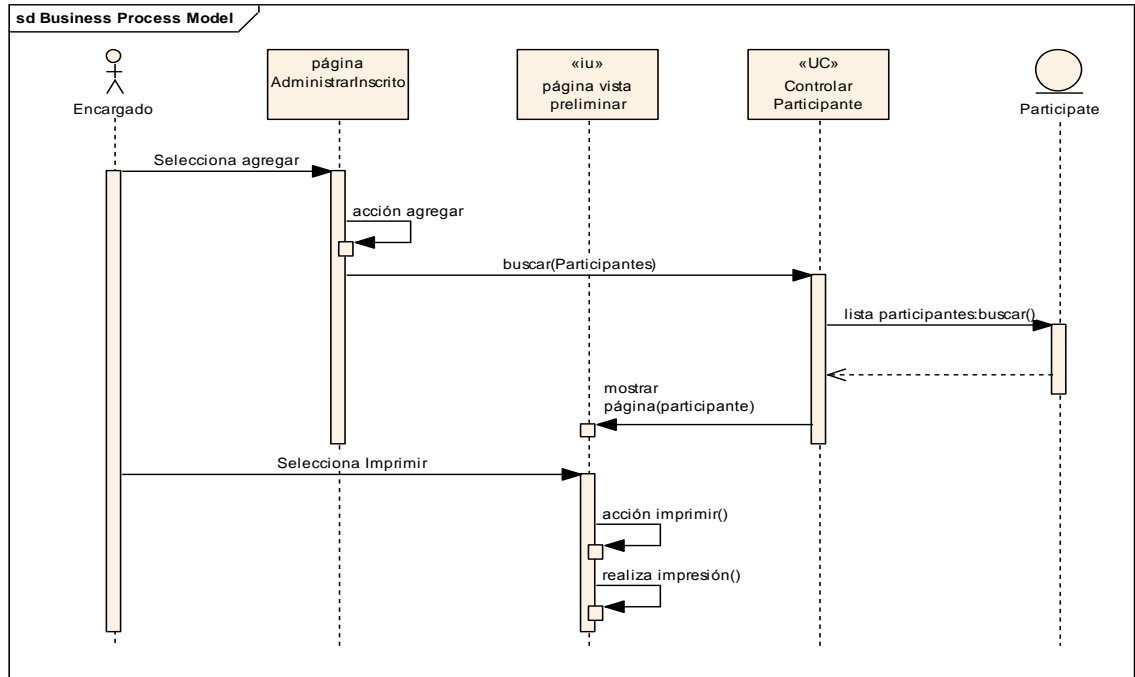 sd Business Process Model
Encargado
página
AdministrarInscrito
«iu»
página vista
preliminar
«UC»
Controlar
Participante
Participate
Selecciona agregar
acción agregar
buscar(Participantes)
lista participantes:buscar()
mostrar
página(participante)
Selecciona Imprimir
acción imprimir()
realiza impresión()